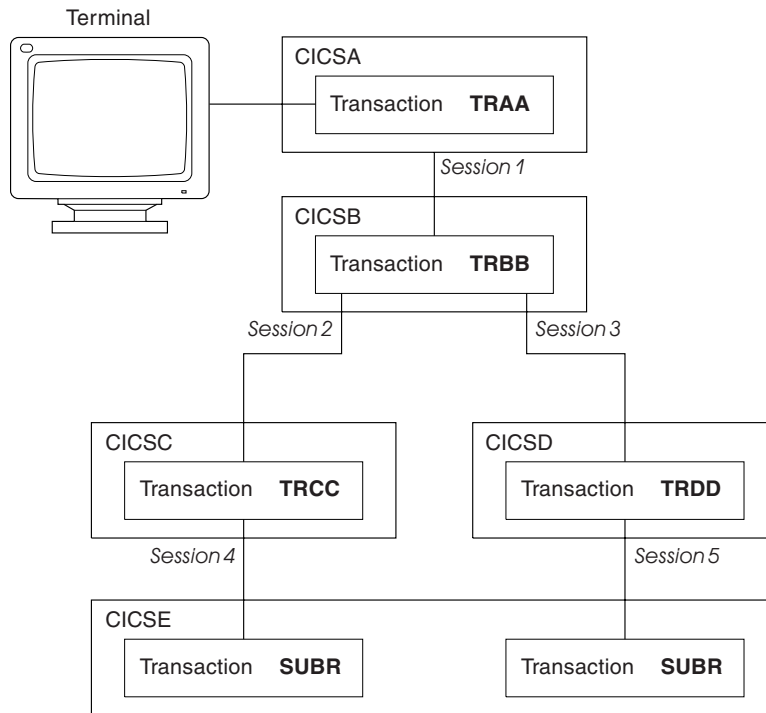 Terminal
CICSA
Transaction TRAA
Session 1
CICSB
Transaction TRBB
Session 2
Session 3
CICSC
CICSD
Transaction TRCC
Transaction TRDD
Session 4
Session 5
CICSE
Transaction SUBR
Transaction SUBR